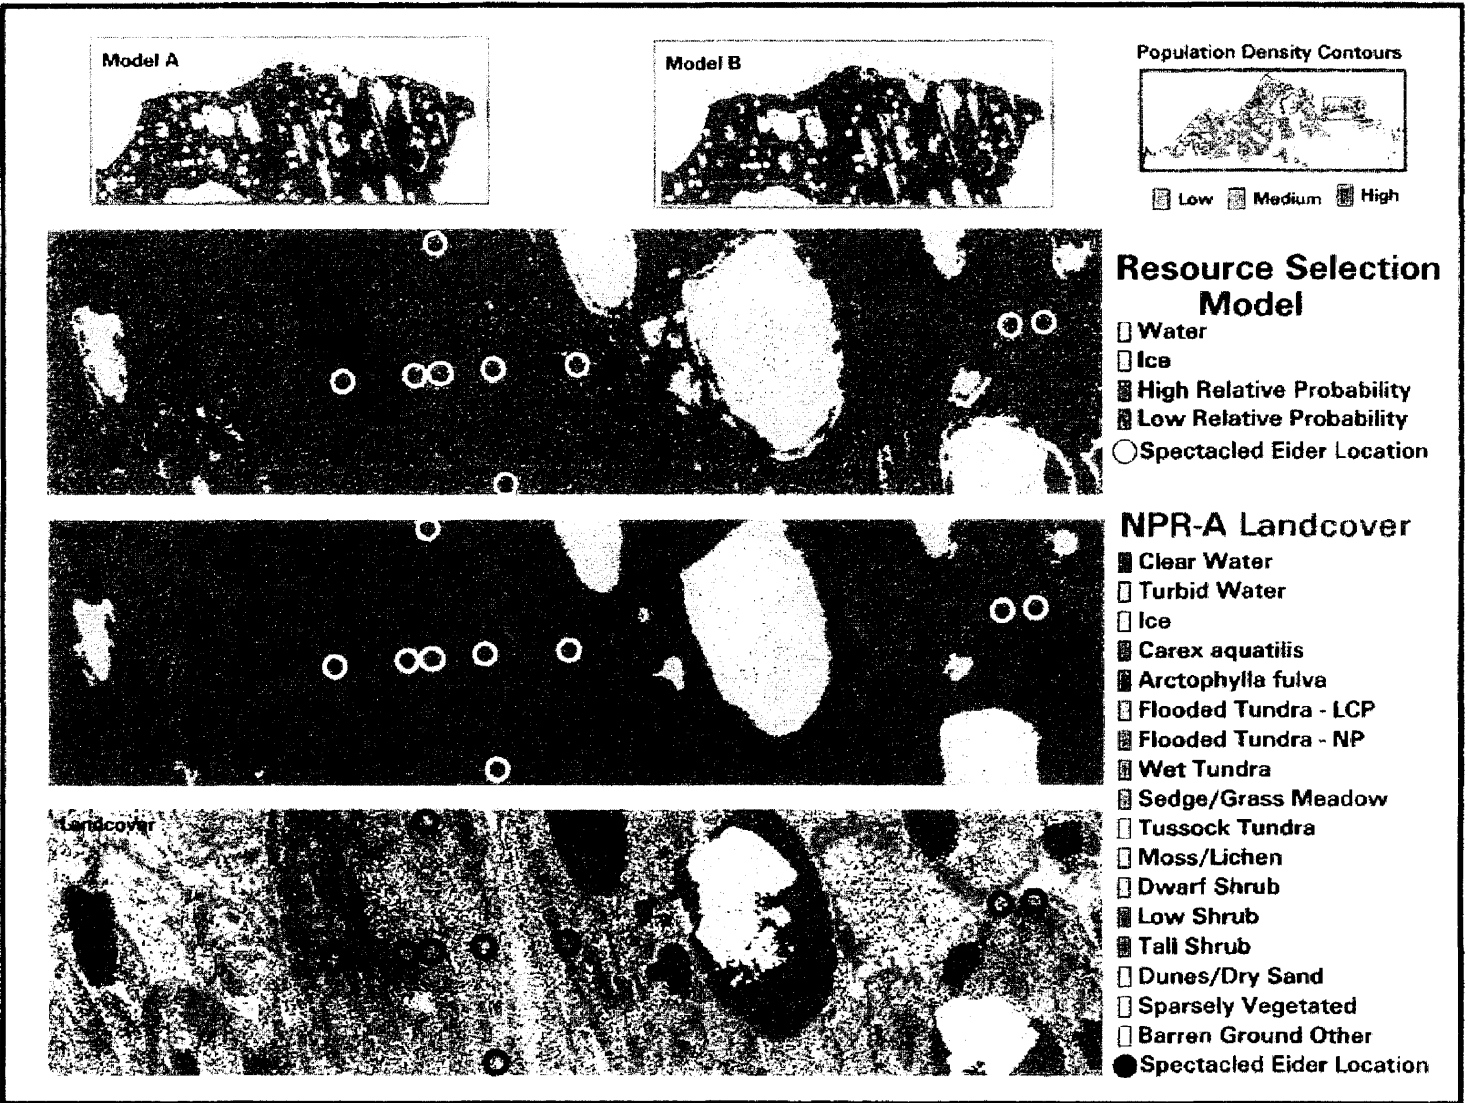 Model A
Model B
Population Density Contours
Low Medium High
Resource Selection
Model
Water
Ice
High Relative Probability
Low Relative Probability
Spectacled Eider Location
NPR-A Landcover
Clear Water
Turbid Water
Ice
Carex aquatilis
Arctophylla fulva
Flooded Tundra - LCP
Flooded Tundra - NP
Wet Tundra
Sedge/Grass Meadow
Tussock Tundra
Moss/Lichen
Dwarf Shrub
Low Shrub
Tall Shrub
Dunes/Dry Sand
Sparsely Vegetated
Barren Ground Other
Spectacled Eider Location
Landcover